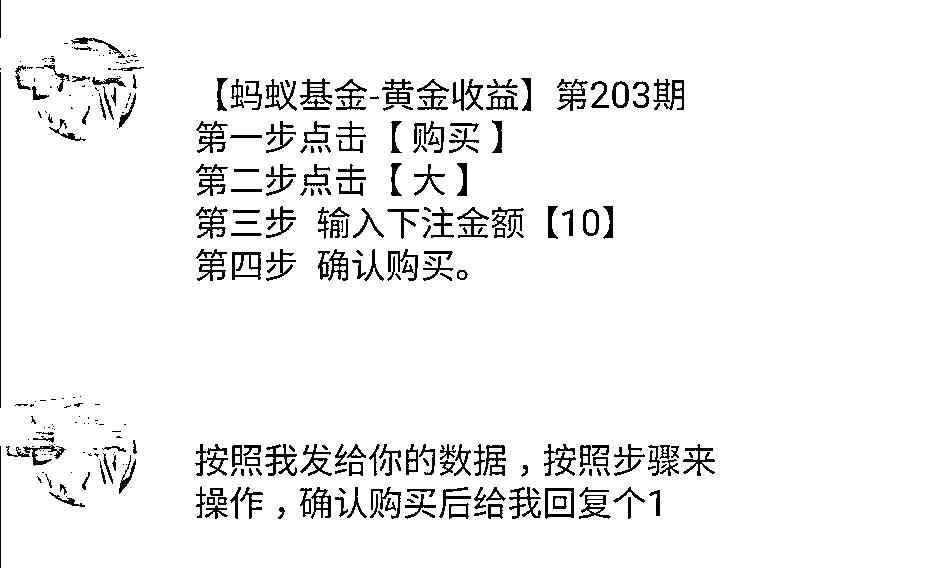 【蚂蚁基金-黄金收益】第203期
第一步点击【 购买 】
第二步点击【 大 】
第三步  输入下注金额【10】
第四步  确认购买。
按照我发给你的数据，按照步骤来
操作，确认购买后给我回复个1